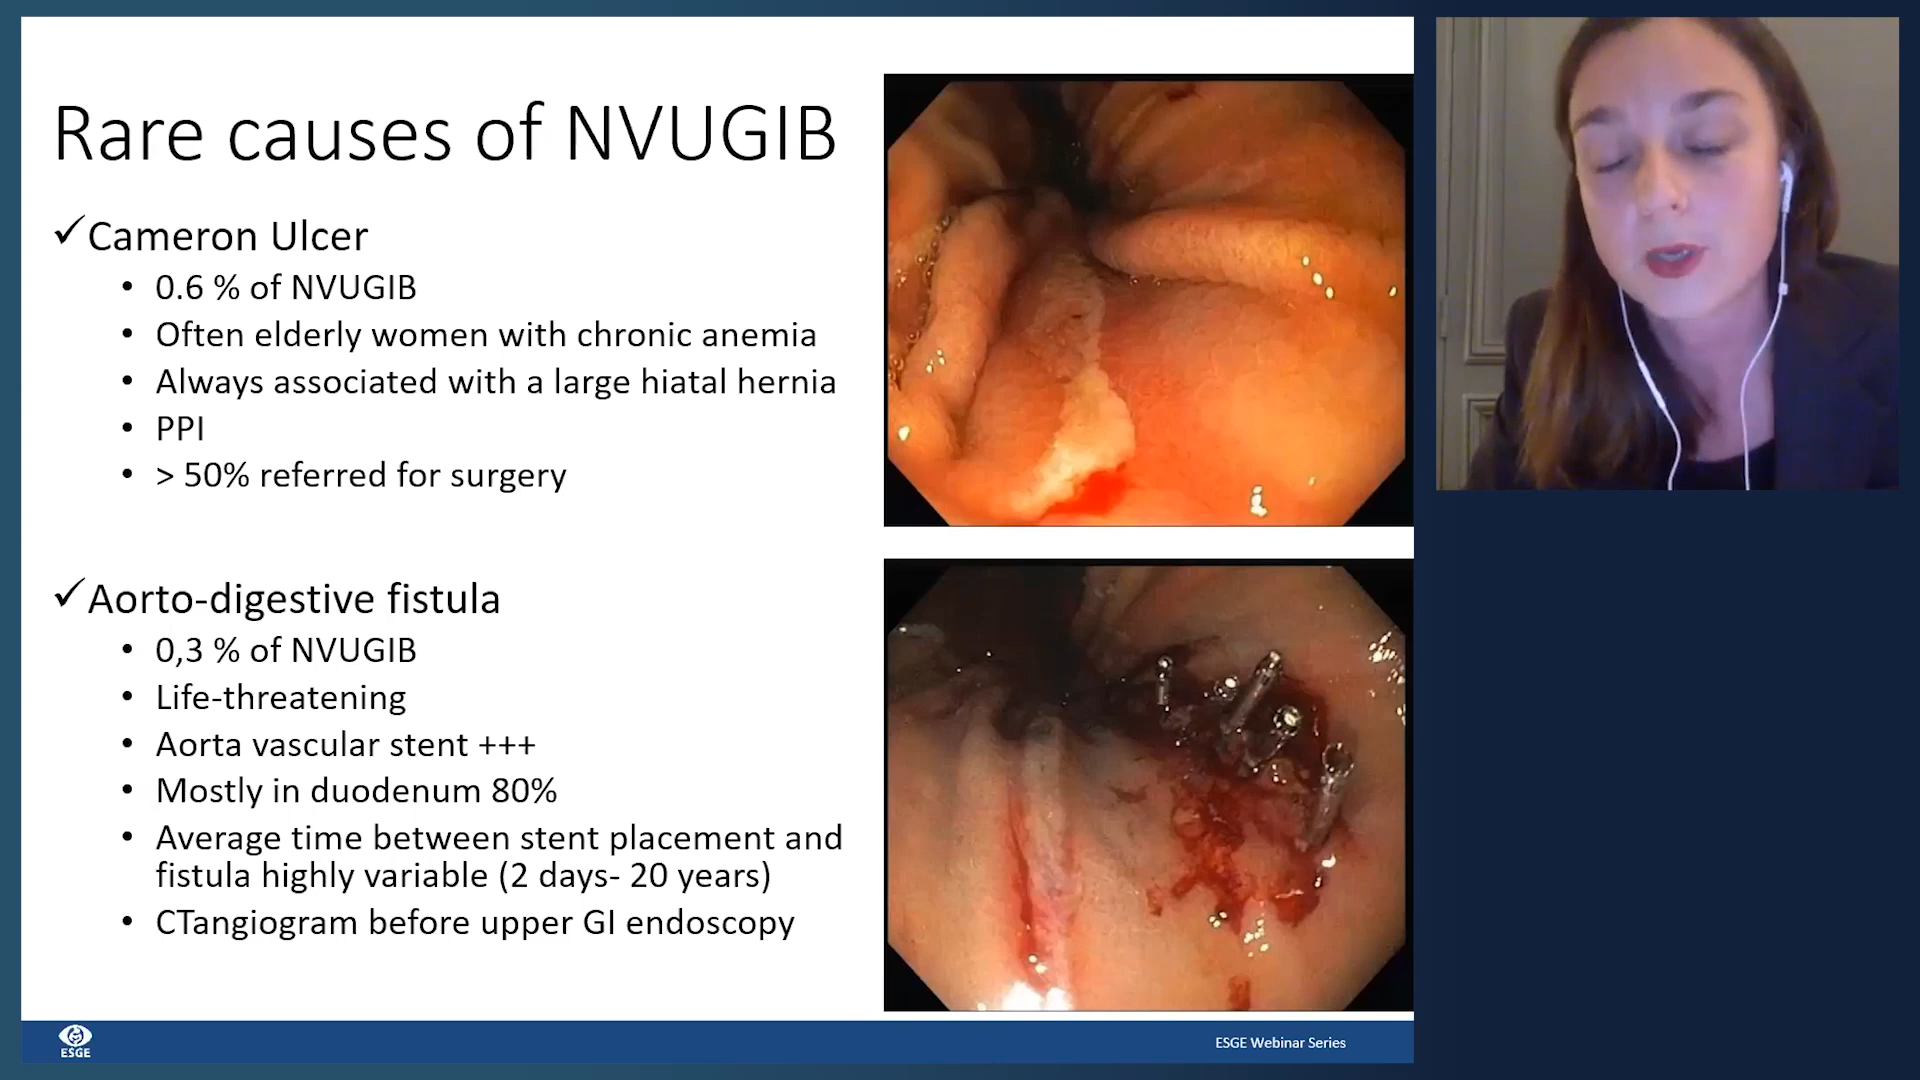 Rare causes of NVUGIB
✓Cameron Ulcer
• 0.6 % of NVUGIB
• Often elderly women with chronic anemia
• Always associated with a large hiatal hernia
• PPI
• > 50% referred for surgery
✓Aorto-digestive fistula
• 0,3 % of NVUGIB
• Life-threatening
• Aorta vascular stent +++
• Mostly in duodenum 80%
• Average time between stent placement and
fistula highly variable (2 days- 20 years)
• CTangiogram before upper GI endoscopy
ESGE
ESGE Webinar Series